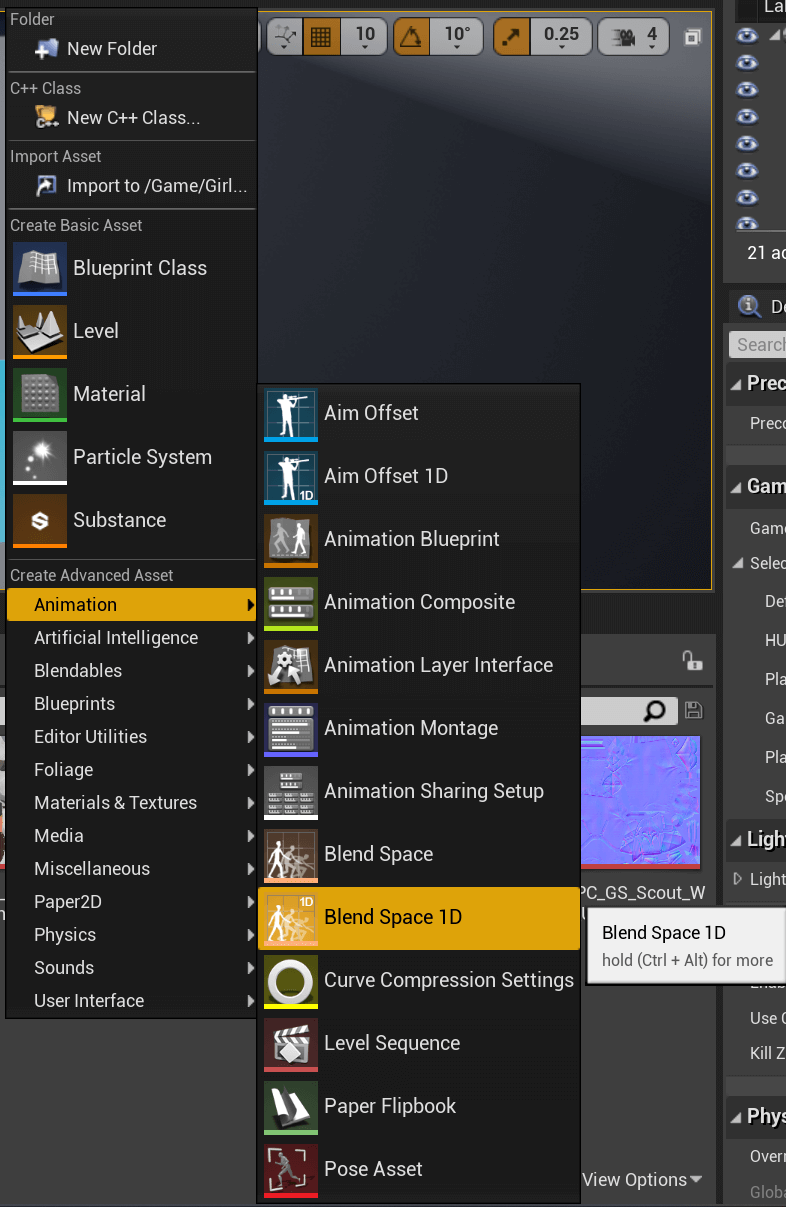 Folder
New Folder
C++ Class
New C++ Class...
Import Asset
Import to /Game/Girl...
Create Basic Asset
Blueprint Class
Level
Material
Particle System
Substance
Create Advanced Asset
Animation
Artificial Intelligence
Blendables
Blueprints
Editor Utilities
Foliage
Materials & Textures
Media
Miscellaneous
Paper2D
Physics
Sounds
User Interface
10
10°
0.25
4
Aim Offset
1D
Aim Offset 1D
Animation Blueprint
Animation Composite
Animation Layer Interface
Animation Montage
Animation Sharing Setup
Blend Space
1D
Blend Space 1D
Curve Compression Settings
Level Sequence
Paper Flipbook
Pose Asset
PC_GS_Scout_W
Blend Space 1D
hold (Ctrl + Alt) for more
View Options
La
21 ac
De
Search
Prec
Preco
Gam
Game
Selec
De
HU
Pla
Ga
Pla
Spe
Ligh
Light
Use C
Kill Z
Phys
Overr
Globa